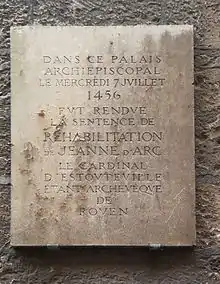 DANS CE PALAIS
ARCHIEPISCOPAL
LE MERCREDI 7 JUILLET
1456
FUT RENDUE
LA SENTENCE DE
REHABILITATION
DE JEANNE D'ARC
LE CARDINAL
D'ESTOUTEVILLE
ETANT ARCHEVEQUE
DE
ROUEN